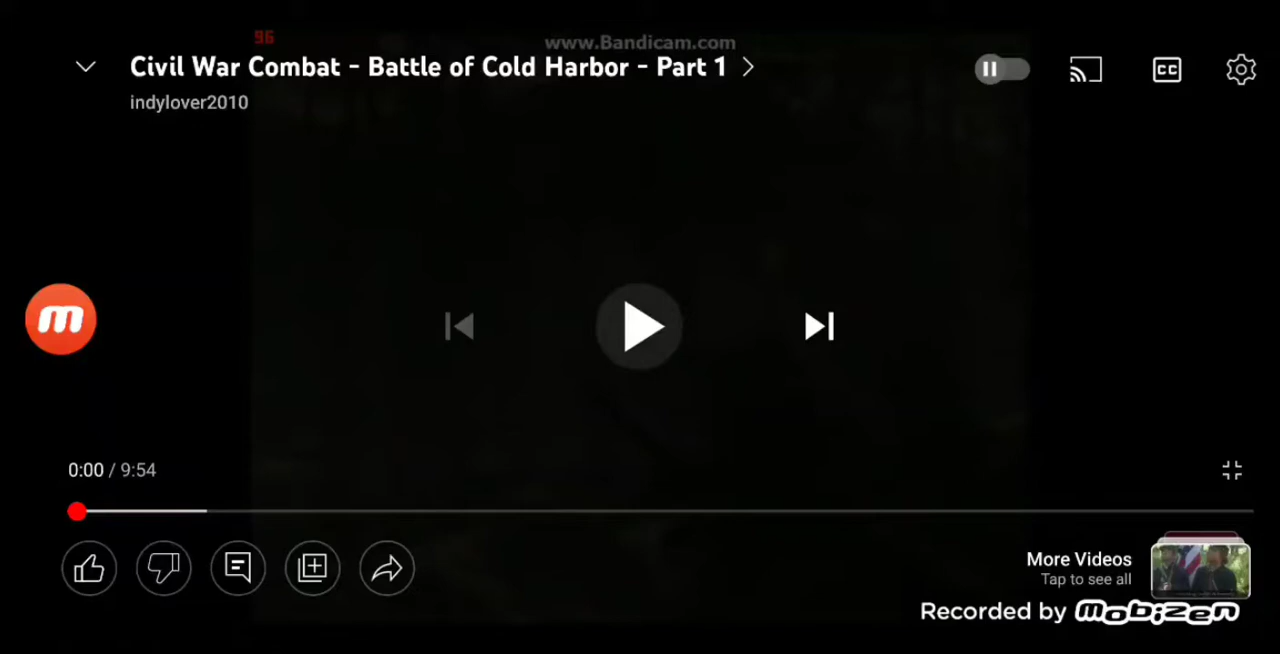 96
www.Bandicam.com
Civil War Combat - Battle of Cold Harbor - Part 1
indylover2010
CC
m
0:00 / 9:54
More Videos
Tap to see all
Recorded by mobizen